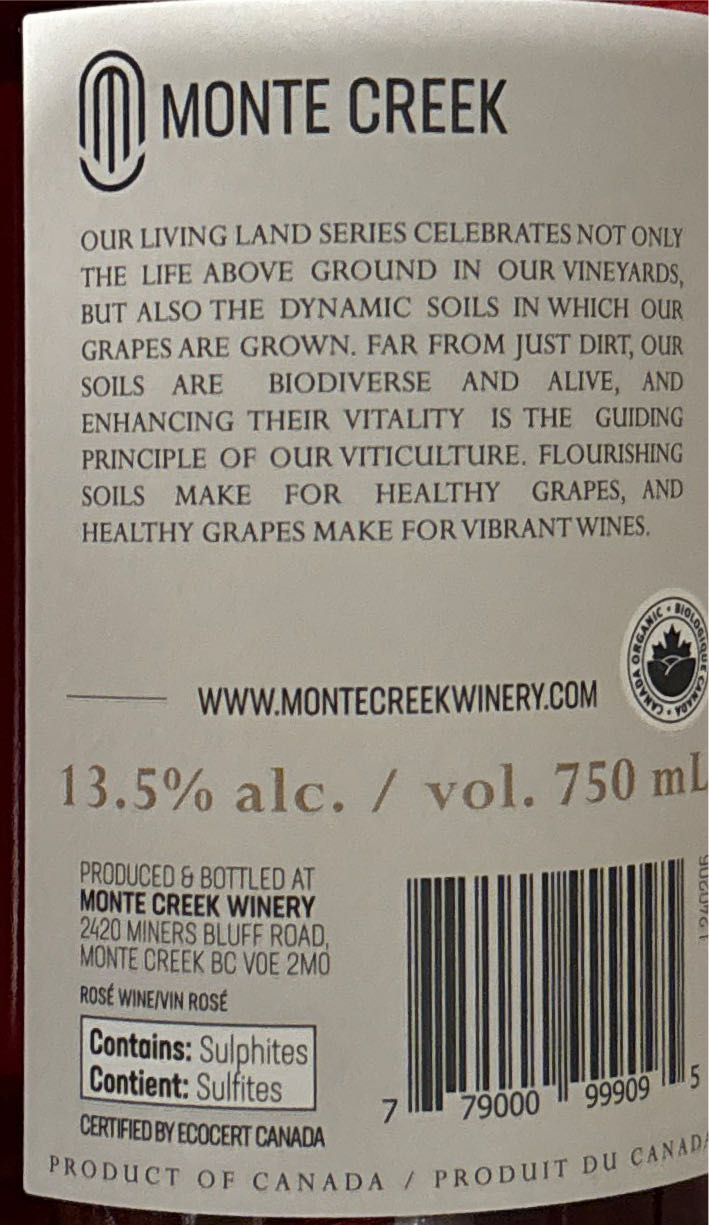 MONTE CREEK
OUR LIVING LAND SERIES CELEBRATES NOT ONLY
THE LIFE ABOVE GROUND IN OUR VINEYARDS,
BUT ALSO THE DYNAMIC SOILS IN WHICH OUR
GRAPES ARE GROWN. FAR FROM JUST DIRT, OUR
SOILS ARE BIODIVERSE AND ALIVE, AND
ENHANCING THEIR VITALITY IS THE GUIDING
PRINCIPLE OF OUR VITICULTURE. FLOURISHING
SOILS MAKE FOR HEALTHY GRAPES, AND
HEALTHY GRAPES MAKE FOR VIBRANT WINES.
CANADA ORGANIC • BIOLOGIQUE CANADA •
WWW.MONTECREEKWINERY.COM
13.5% alc. / vol. 750 mL
PRODUCED & BOTTLED AT
MONTE CREEK WINERY
2420 MINERS BLUFF ROAD,
MONTE CREEK BC V0E 2M0
ROSÉ WINE/VIN ROSÉ
Contains: Sulphites
Contient: Sulfites
CERTIFIED BY ECOCERT CANADA
7 79000 99909 5
PRODUCT OF CANADA / PRODUIT DU CANADA